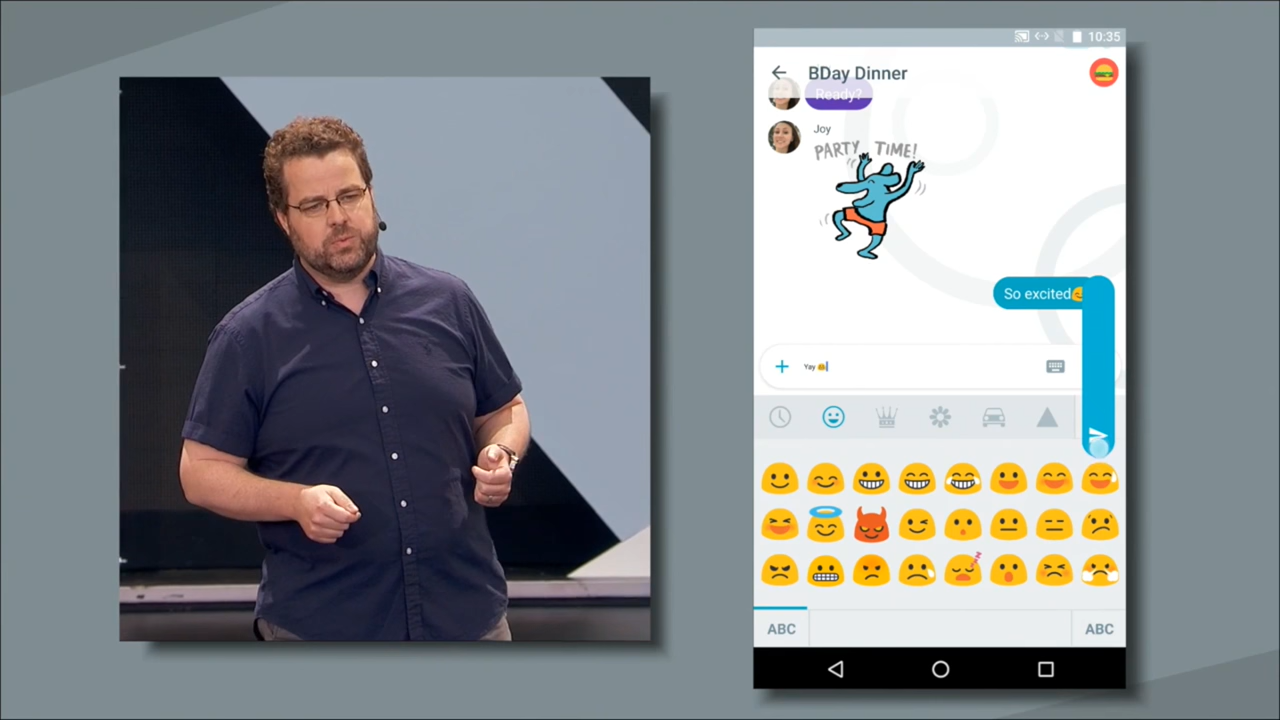 10:35
BDay Dinner
Ready?
Joy
PARTY TIME!
So excited
Yay
ABC
ABC